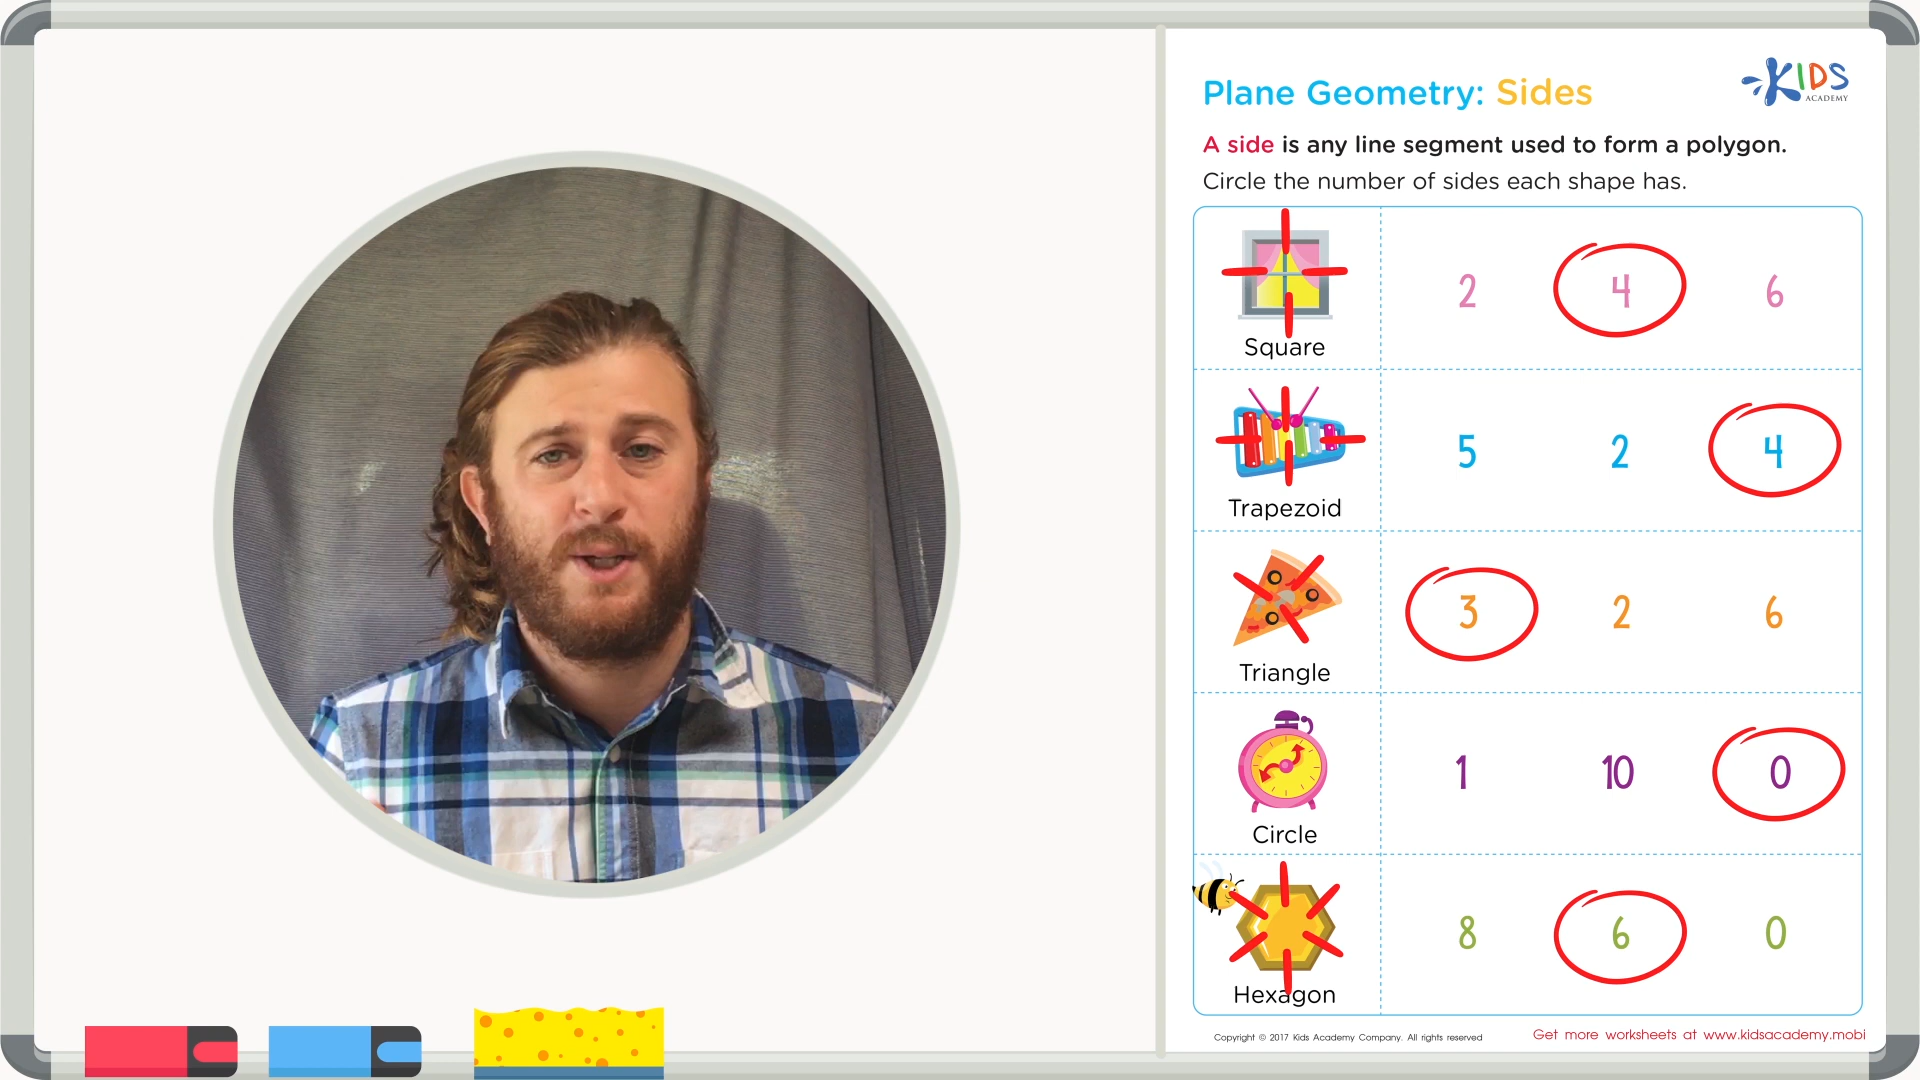 KIDS
ACADEMY
Plane Geometry: Sides
A side is any line segment used to form a polygon.
Circle the number of sides each shape has.
2 4 6
Square
5 2 4
Trapezoid
3 2 6
Triangle
1 10 0
Circle
8 6 0
Hexagon
Copyright © 2017 Kids Academy Company. All rights reserved
Get more worksheets at www.kidsacademy.mobi